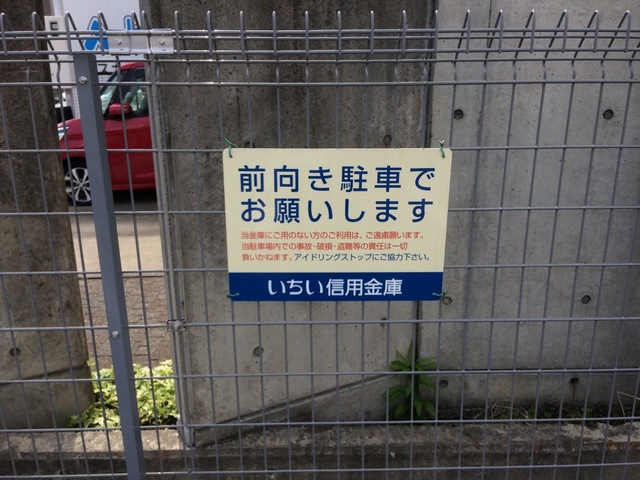 前向き駐車で
お願いします
当金庫にご用のない方のご利用は、ご遠慮願います。
当駐車場内での事故・破損・盗難等の責任は一切
負いかねます。アイドリングストップにご協力下さい。
いちい信用金庫